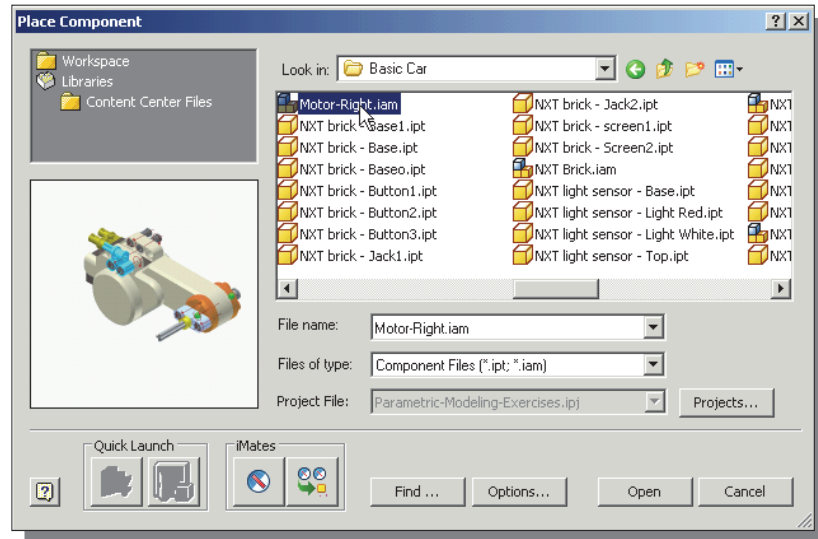 Place Component
Workspace
Libraries
Content Center Files
Look in: Basic Car
Motor-Right.iam
NXT brick - Base1.ipt
NXT brick - Base.ipt
NXT brick - Baseo.ipt
NXT brick - Button1.ipt
NXT brick - Button2.ipt
NXT brick - Button3.ipt
NXT brick - Jack1.ipt
NXT brick - Jack2.ipt
NXT brick - screen1.ipt
NXT brick - Screen2.ipt
NXT Brick.iam
NXT light sensor - Base.ipt
NXT light sensor - Light Red.ipt
NXT light sensor - Light White.ipt
NXT light sensor - Top.ipt
File name: Motor-Right.iam
Files of type: Component Files (*.ipt; *.iam)
Project File: Parametric-Modeling-Exercises.ipj Projects...
Quick Launch
iMates
Find ... Options... Open Cancel